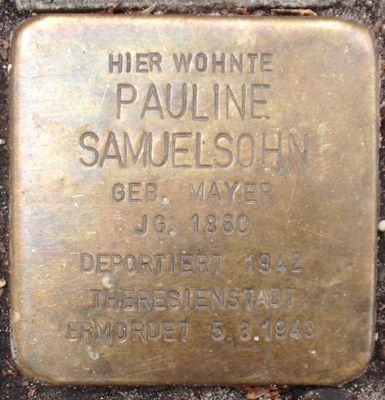 HIER WOHNTE
PAULINE
SAMUELSOHN
GEB. MAYER
JG. 1880
DEPORTIERT 1942
THERESIENSTADT
ERMORDET 5.3.1943